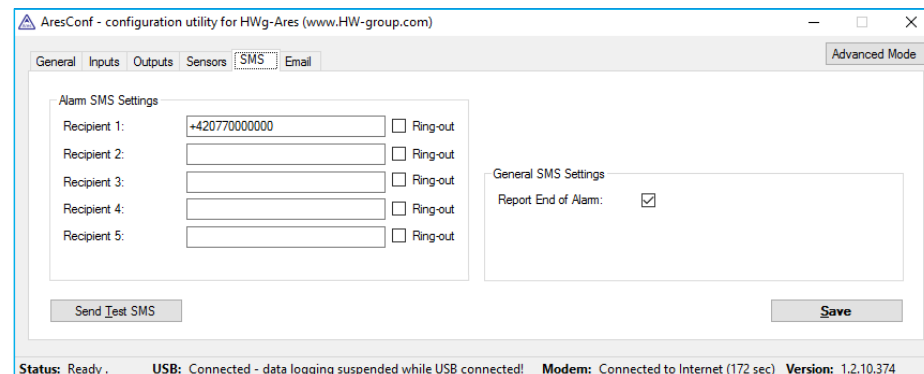 AresConf - configuration utility for HWg-Ares (www.HW-group.com)
Advanced Mode
General Inputs Outputs Sensors SMS Email
Alarm SMS Settings
Recipient 1: +420770000000 Ring-out
Recipient 2: Ring-out
Recipient 3: Ring-out
Recipient 4: Ring-out
Recipient 5: Ring-out
General SMS Settings
Report End of Alarm:
Send Test SMS
Save
Status: Ready . USB: Connected - data logging suspended while USB connected! Modem: Connected to Internet (172 sec) Version: 1.2.10.374